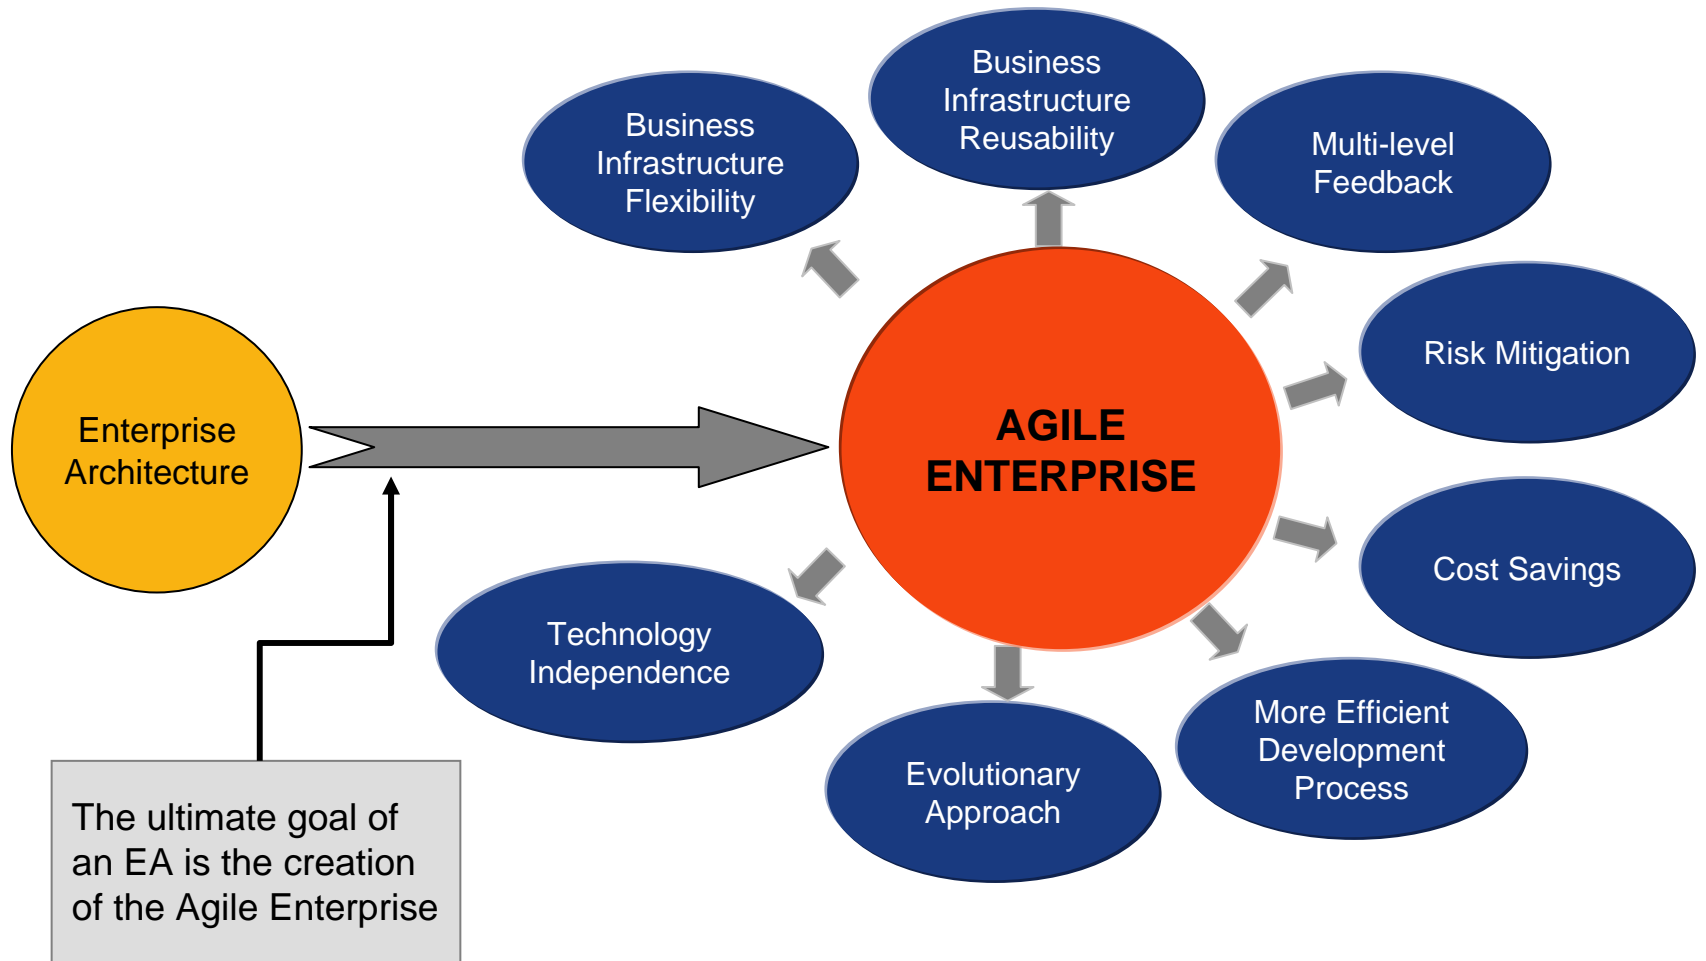 Business
Infrastructure
Reusability
Business
Infrastructure
Flexibility
Multi-level
Feedback
Risk Mitigation
Enterprise
Architecture
AGILE
ENTERPRISE
Cost Savings
Technology
Independence
More Efficient
Development
Process
Evolutionary
Approach
The ultimate goal of
an EA is the creation
of the Agile Enterprise